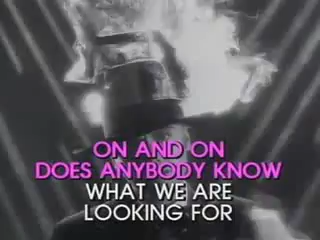 ON AND ON
DOES ANYBODY KNOW
WHAT WE ARE
LOOKING FOR